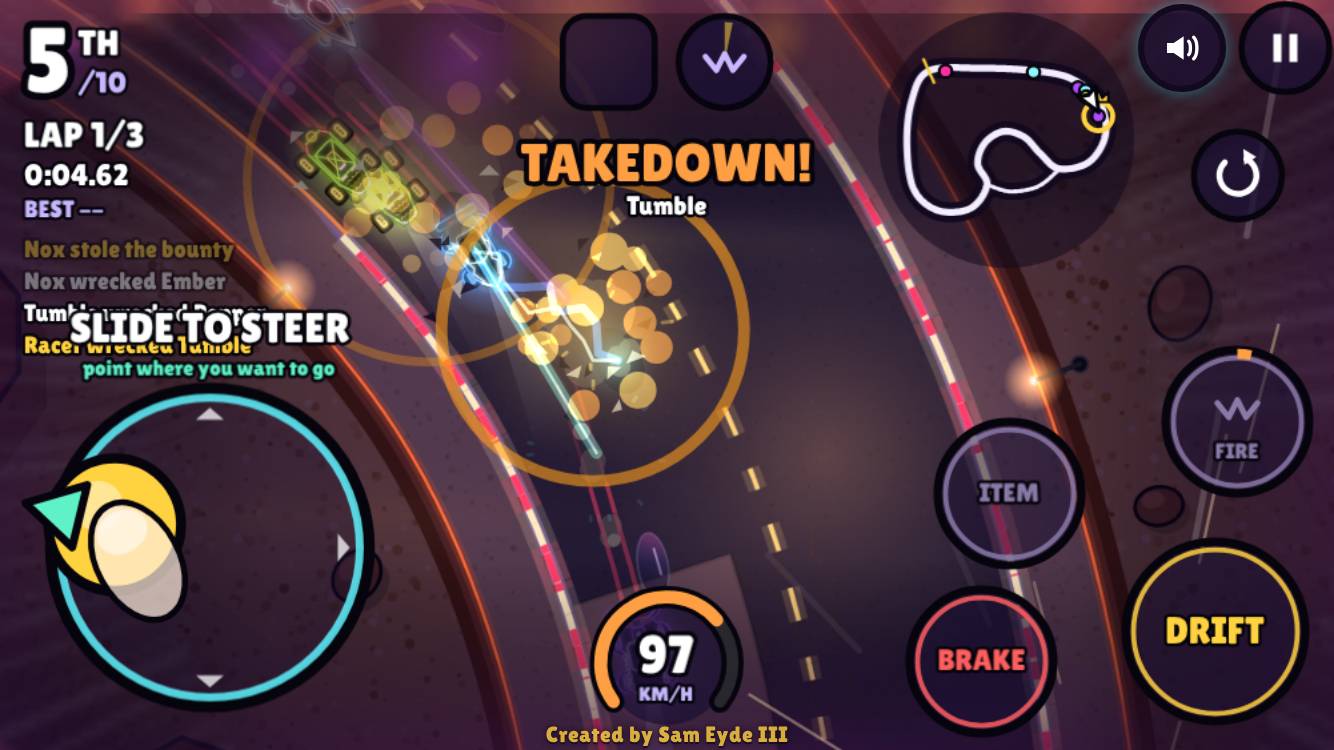 5TH
/10
LAP 1/3
0:04.62
BEST --
Nox stole the bounty
Nox wrecked Ember
SLIDE TO STEER
Racer wrecked Tumble
point where you want to go
TAKEDOWN!
Tumble
FIRE
ITEM
DRIFT
BRAKE
97
KM/H
Created by Sam Eyde III